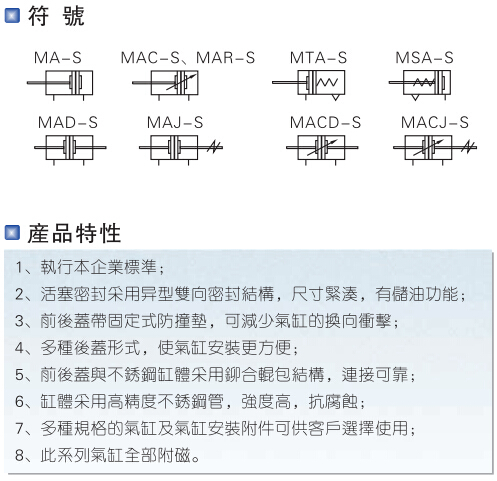 符 號
MA-S MAC-S、MAR-S MTA-S MSA-S
MAD-S MAJ-S MACD-S MACJ-S
產品特性
1、執行本企業標準；
2、活塞密封采用异型雙向密封結構，尺寸緊湊，有儲油功能；
3、前後蓋帶固定式防撞墊，可減少氣缸的換向衝擊；
4、多種後蓋形式，使氣缸安裝更方便；
5、前後蓋與不銹鋼缸體采用鉚合輥包結構，連接可靠；
6、缸體采用高精度不銹鋼管，強度高，抗腐蝕；
7、多種規格的氣缸及氣缸安裝附件可供客戶選擇使用；
8、此系列氣缸全部附磁。